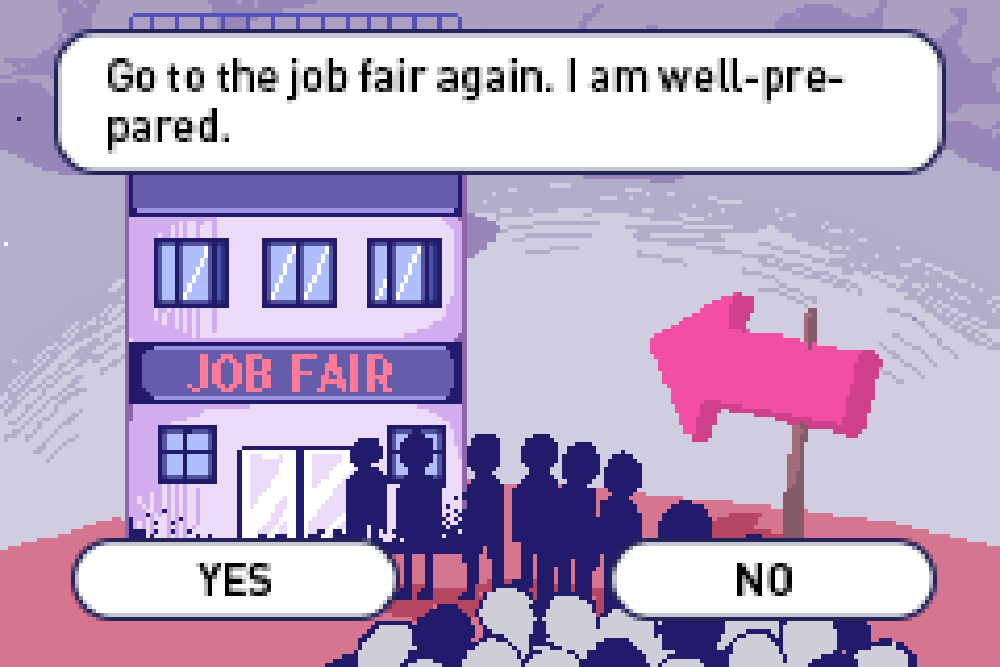 Go to the job fair again. I am well-pre-
pared.
JOB FAIR
YES
NO